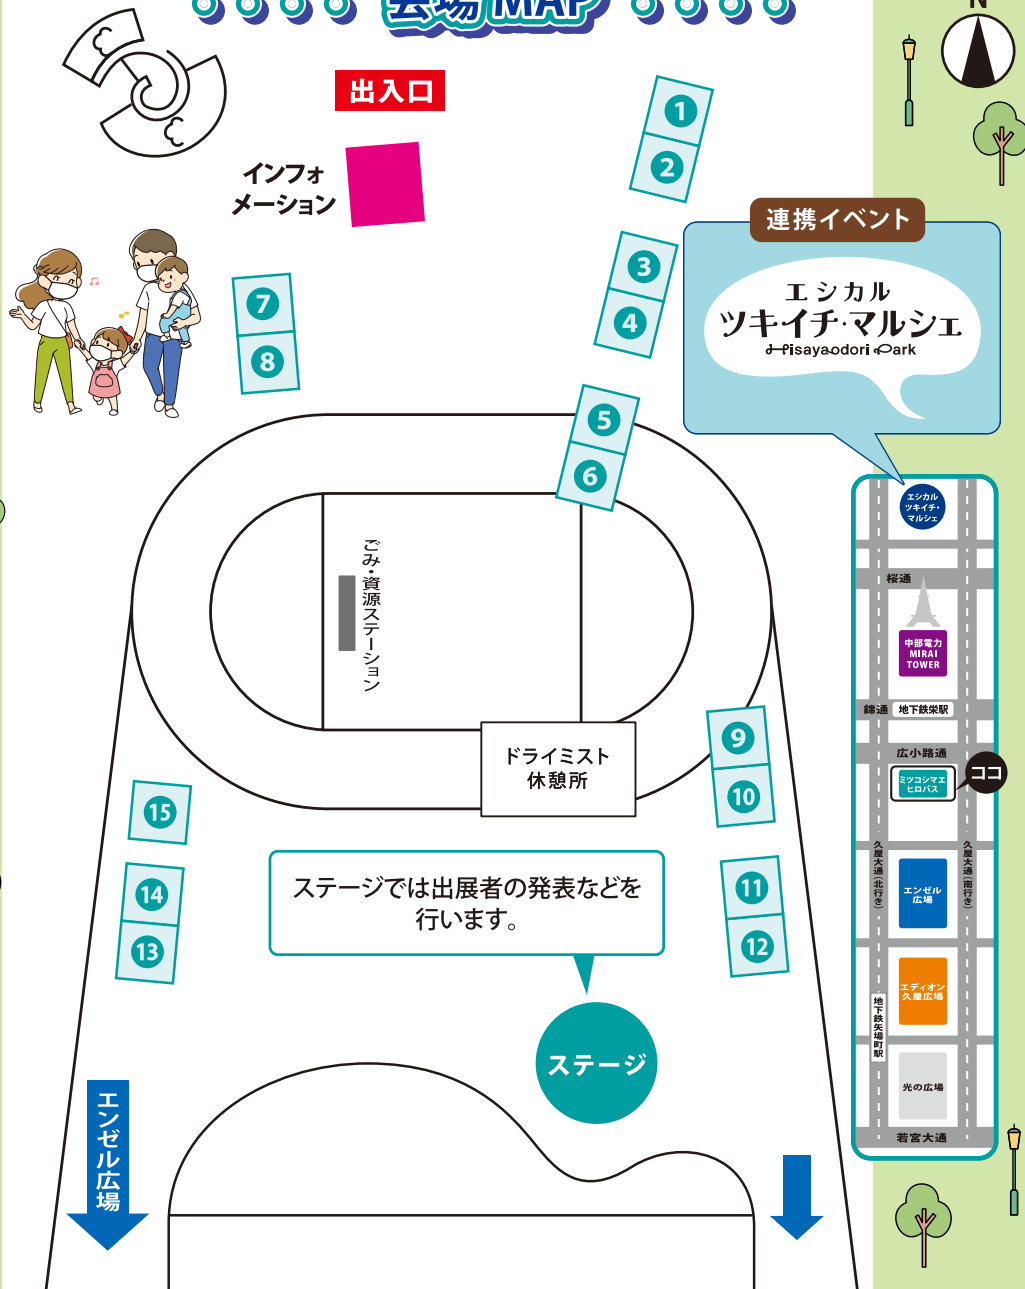 会場 MAP
N
出入口
インフォ
メーション
1
2
3
4
5
6
7
8
連携イベント
エシカル
ツキイチ・マルシェ
Hisayaodori Park
ごみ・資源ステーション
ドライミスト
休憩所
9
10
11
12
15
14
13
ステージでは出展者の発表などを
行います。
ステージ
エンゼル広場
エシカル
ツキイチ・
マルシェ
桜通
中部電力
MIRAI
TOWER
錦通
地下鉄栄駅
広小路通
ミツコシマエ
ヒロバス
ココ
久屋大通(北行き)
久屋大通(南行き)
エンゼル
広場
エディオン
久屋広場
地下鉄矢場町駅
光の広場
若宮大通